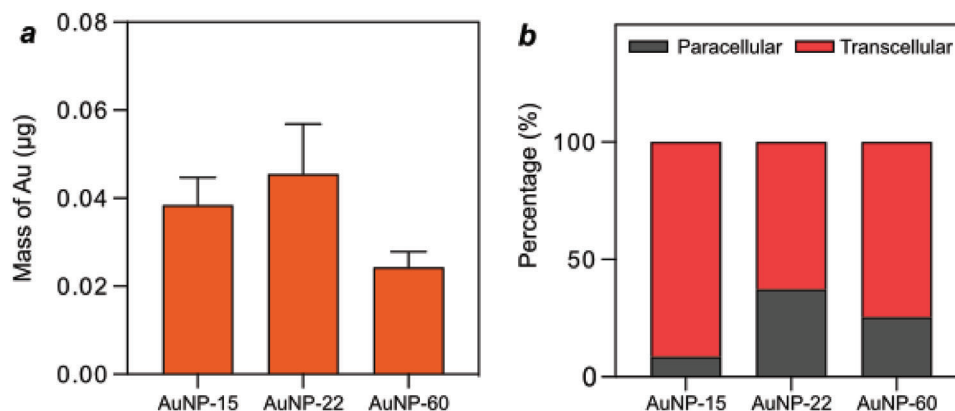 a
Mass of Au (µg)
0.08
0.06
0.04
0.02
0.00
AuNP-15 AuNP-22 AuNP-60
b
Paracellular Transcellular
Percentage (%)
100
50
0
AuNP-15 AuNP-22 AuNP-60